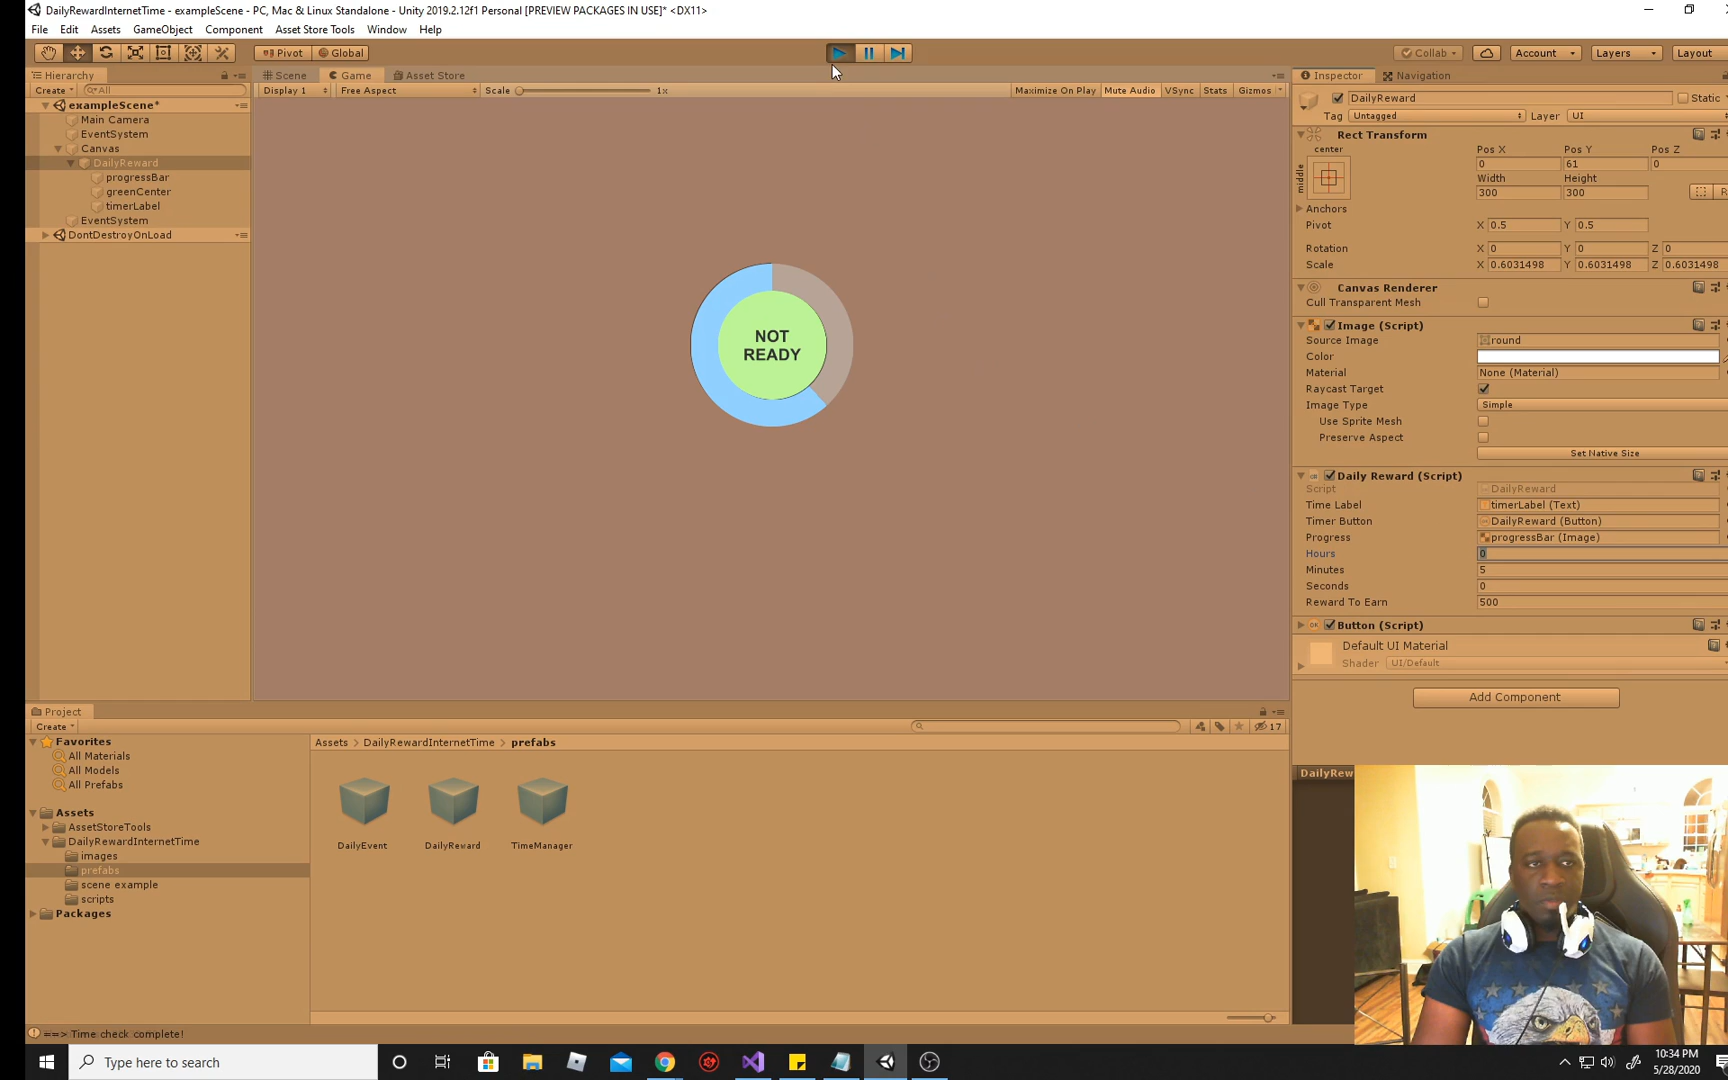 DailyRewardInternetTime - exampleScene - PC, Mac & Linux Standalone - Unity 2019.2.12f1 Personal [PREVIEW PACKAGES IN USE]* <DX11>
File Edit Assets GameObject Component Asset Store Tools Window Help
Pivot Global Collab Account Layers Layout
Hierarchy Scene Game Asset Store Inspector Navigation
Create All Display 1 Free Aspect Scale 1x Maximize On Play Mute Audio VSync Stats Gizmos
DailyReward Static
exampleScene*
Main Camera
EventSystem
Canvas
DailyReward
progressBar
greenCenter
timerLabel
EventSystem
DontDestroyOnLoad
NOT
READY
Tag Untagged Layer UI
Rect Transform
center
middle
Pos X Pos Y Pos Z
0 61 0
Width Height
300 300
R
Anchors
Pivot X 0.5 Y 0.5
Rotation X 0 Y 0 Z 0
Scale X 0.6031498 Y 0.6031498 Z 0.6031498
Canvas Renderer
Cull Transparent Mesh
Image (Script)
Source Image round
Color
Material None (Material)
Raycast Target
Image Type Simple
Use Sprite Mesh
Preserve Aspect
Set Native Size
Daily Reward (Script)
Script DailyReward
Time Label timerLabel (Text)
Timer Button DailyReward (Button)
Progress progressBar (Image)
Hours 0
Minutes 5
Seconds 0
Reward To Earn 500
Button (Script)
Default UI Material
Shader UI/Default
Add Component
DailyRew
Project
Create 17
Favorites
All Materials
All Models
All Prefabs
Assets
AssetStoreTools
DailyRewardInternetTime
images
prefabs
scene example
scripts
Packages
Assets > DailyRewardInternetTime > prefabs
DailyEvent DailyReward TimeManager
==> Time check complete!
Type here to search
10:34 PM
5/28/2020